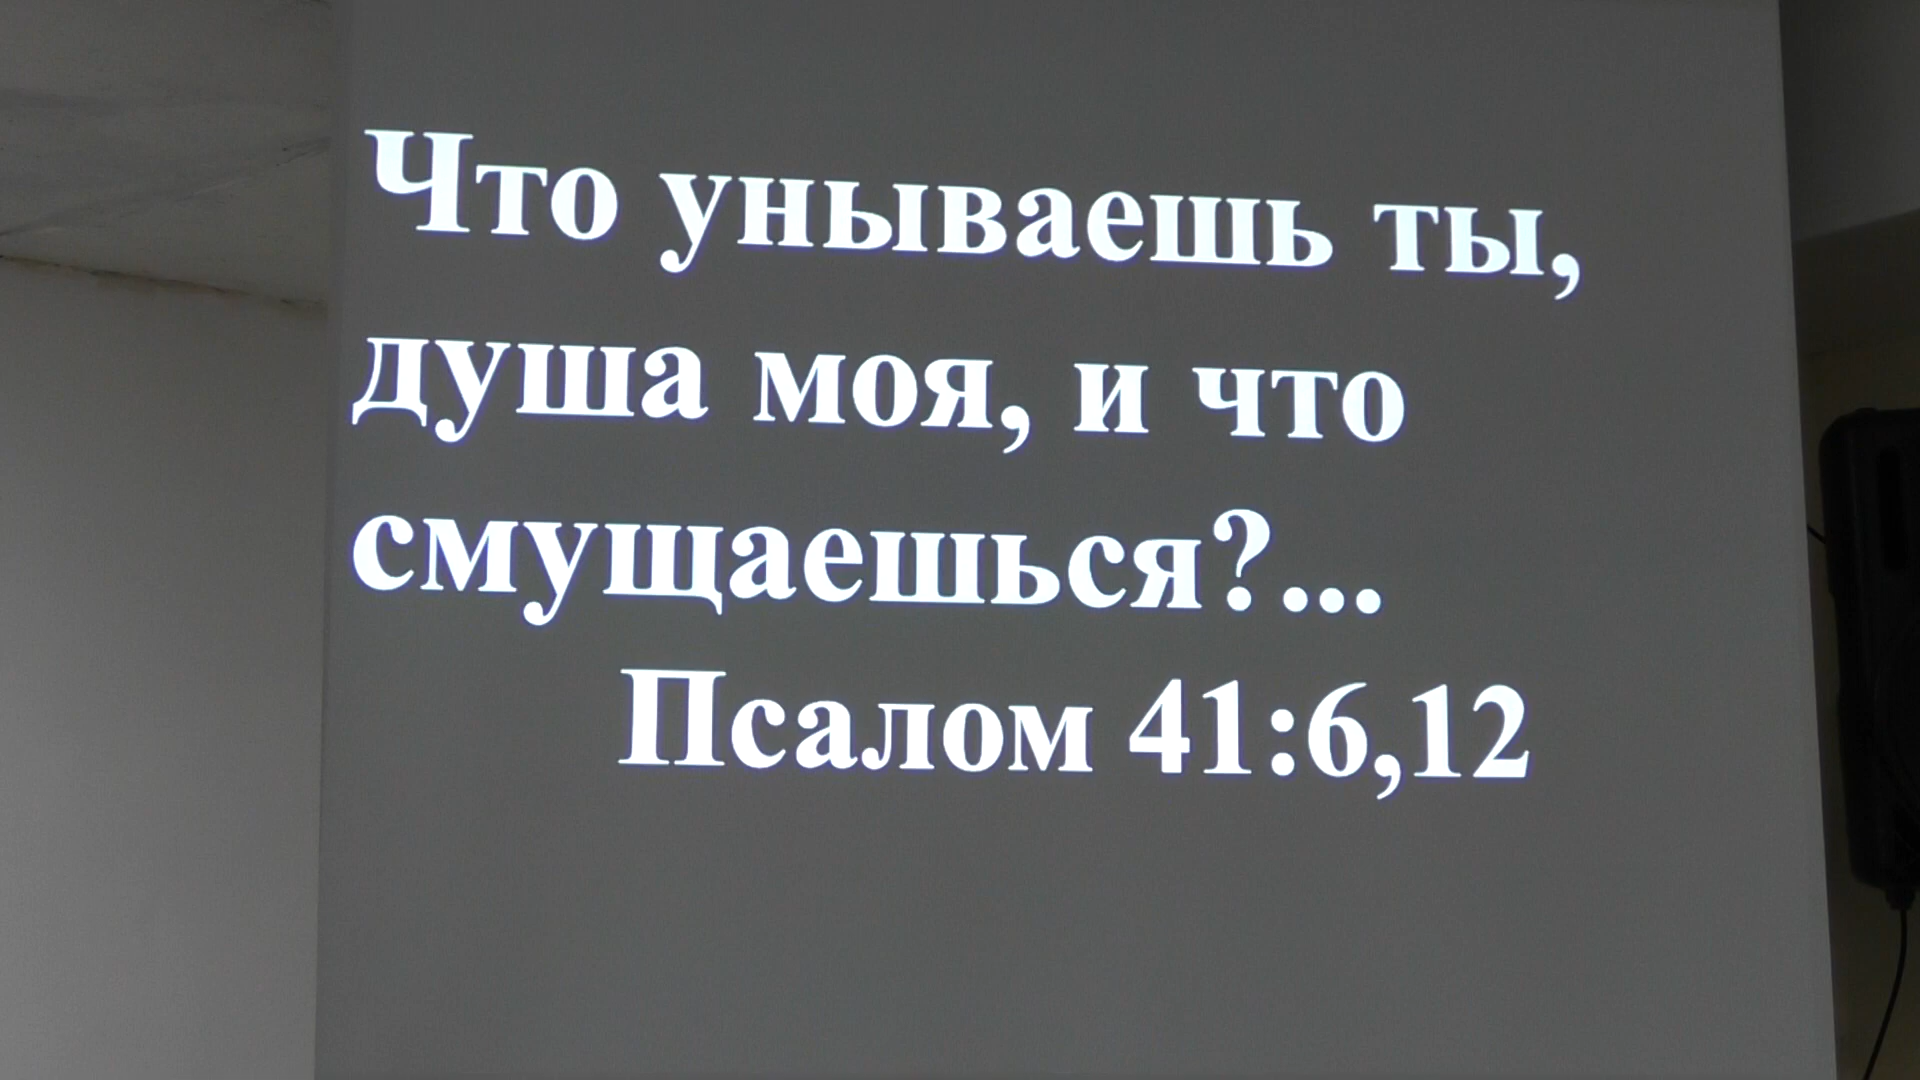 Что унываешь ты,
душа моя, и что
смущаешься?...
Псалом 41:6,12